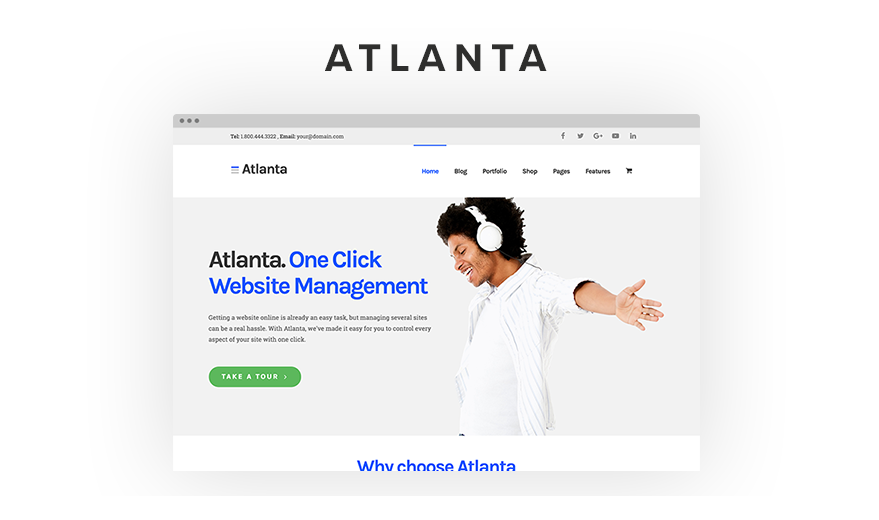 ATLANTA
Tel: 1.800.444.3322 , Email: your@domain.com
Atlanta
Home Blog Portfolio Shop Pages Features
Atlanta. One Click
Website Management
Getting a website online is already an easy task, but managing several sites
can be a real hassle. With Atlanta, we've made it easy for you to control every
aspect of your site with one click.
TAKE A TOUR
Why choose Atlanta